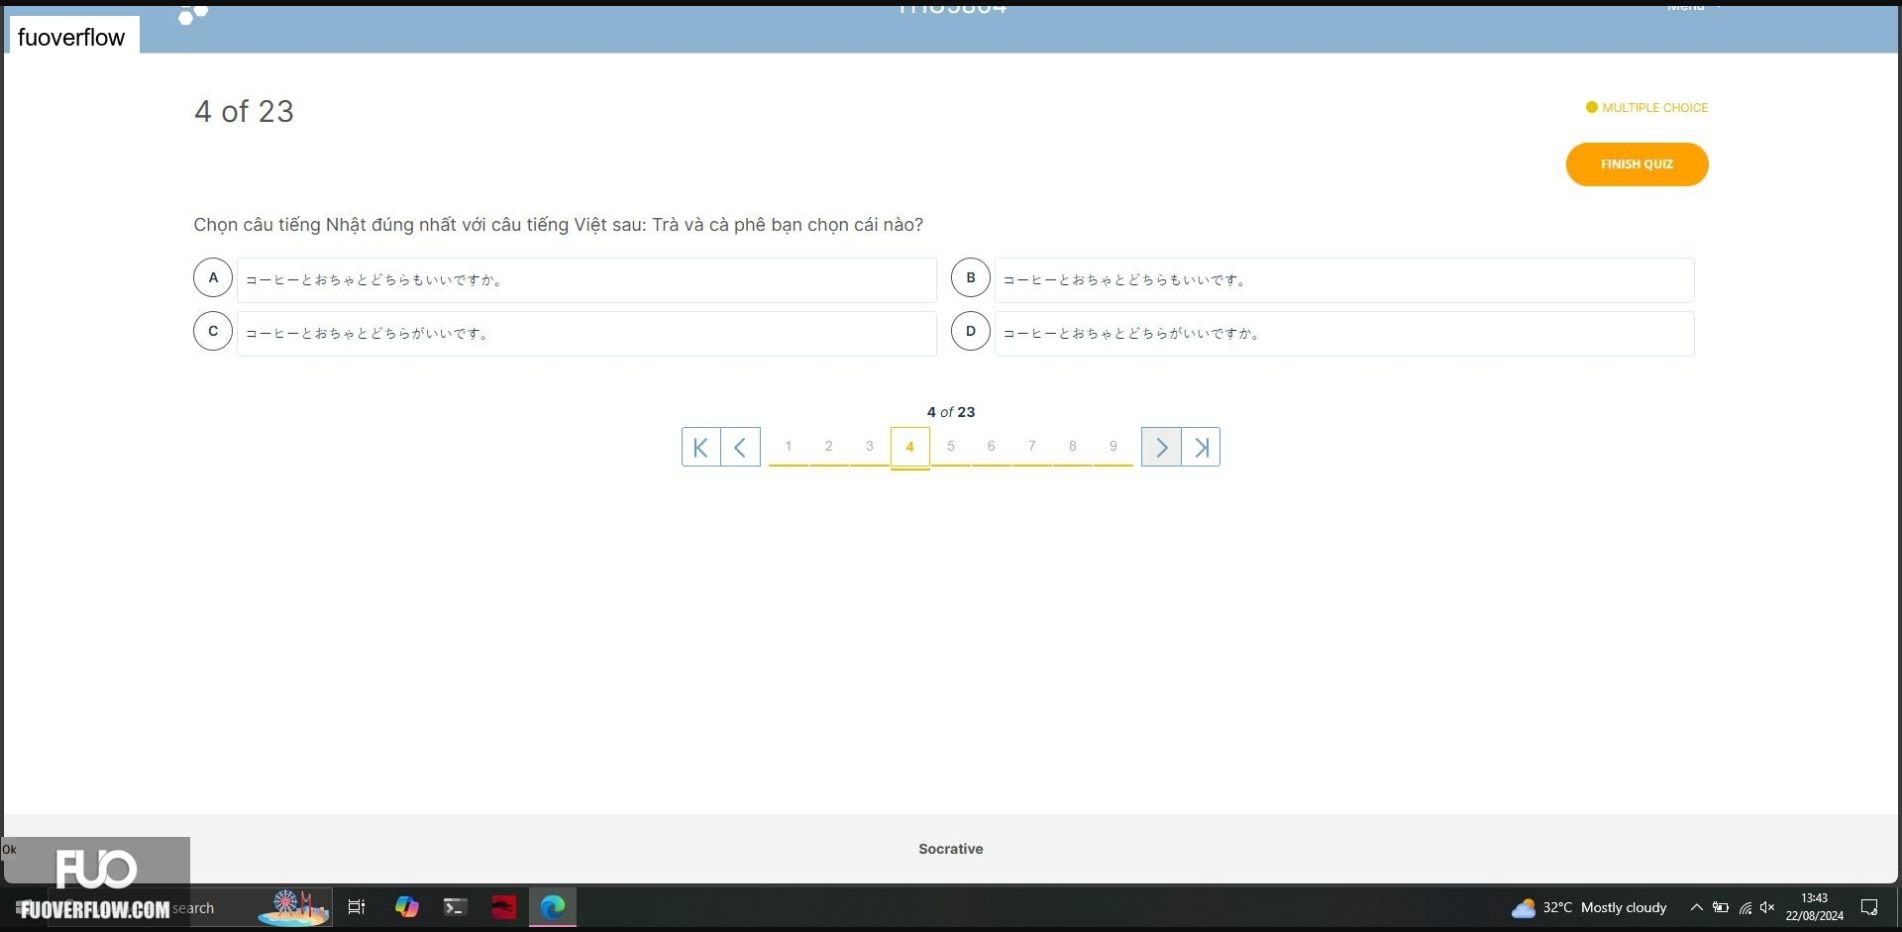 Menu
fuoverflow
4 of 23
MULTIPLE CHOICE
FINISH QUIZ
Chọn câu tiếng Nhật đúng nhất với câu tiếng Việt sau: Trà và cà phê bạn chọn cái nào?
A コーヒーとおちゃとどちらもいいですか。
B コーヒーとおちゃとどちらもいいです。
C コーヒーとおちゃとどちらがいいです。
D コーヒーとおちゃとどちらがいいですか。
4 of 23
1 2 3 4 5 6 7 8 9
Socrative
Ok
FUO
FUOVERFLOW.COM
search
32°C Mostly cloudy
13:43
22/08/2024